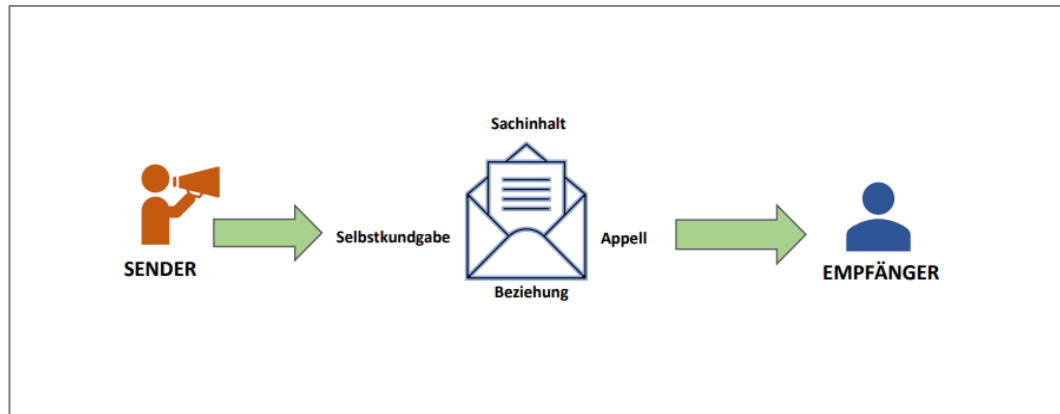 Sachinhalt
Selbstkundgabe
Appell
SENDER
EMPFÄNGER
Beziehung